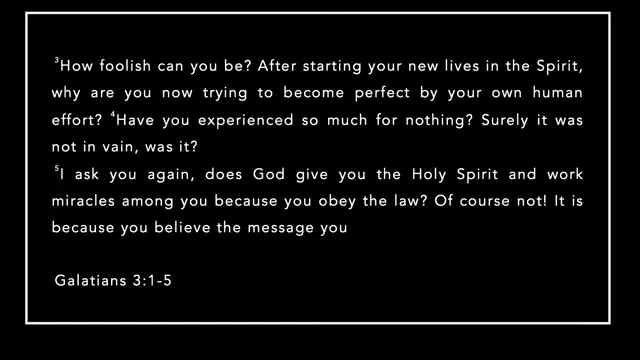 ³How foolish can you be? After starting your new lives in the Spirit,
why are you now trying to become perfect by your own human
effort? ⁴Have you experienced so much for nothing? Surely it was
not in vain, was it?
⁵I ask you again, does God give you the Holy Spirit and work
miracles among you because you obey the law? Of course not! It is
because you believe the message you
Galatians 3:1-5